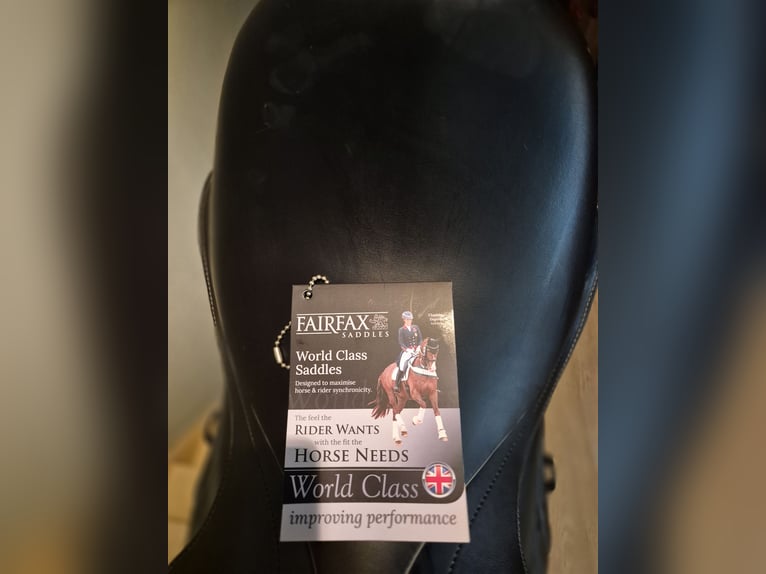 FAIRFAX
SADDLES
World Class
Saddles
Designed to maximise
horse & rider synchronicity.
The feel the
RIDER WANTS
with the fit the
HORSE NEEDS
World Class
improving performance